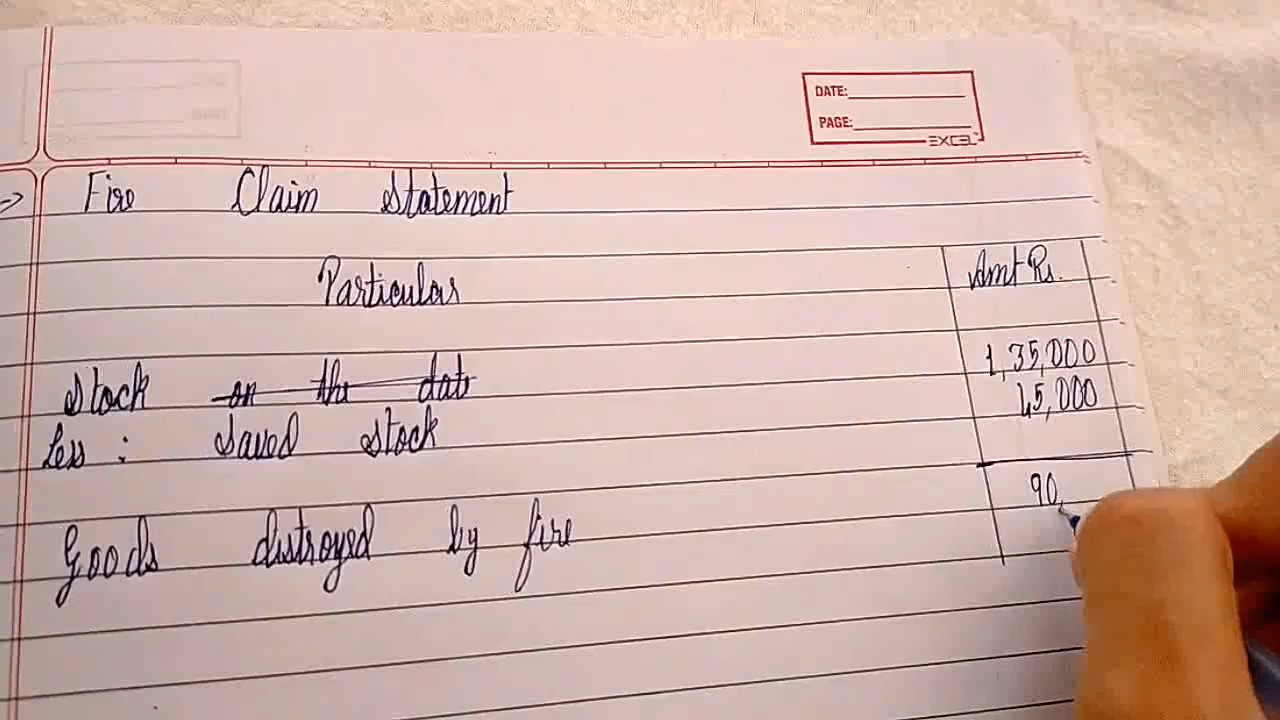 DATE:
PAGE:
EXCEL
Fire Claim Statement
Particular Amt Rs.
Stock on the date 1,35,000
Less : Saved Stock 45,000
Goods distroyed by fire 90,